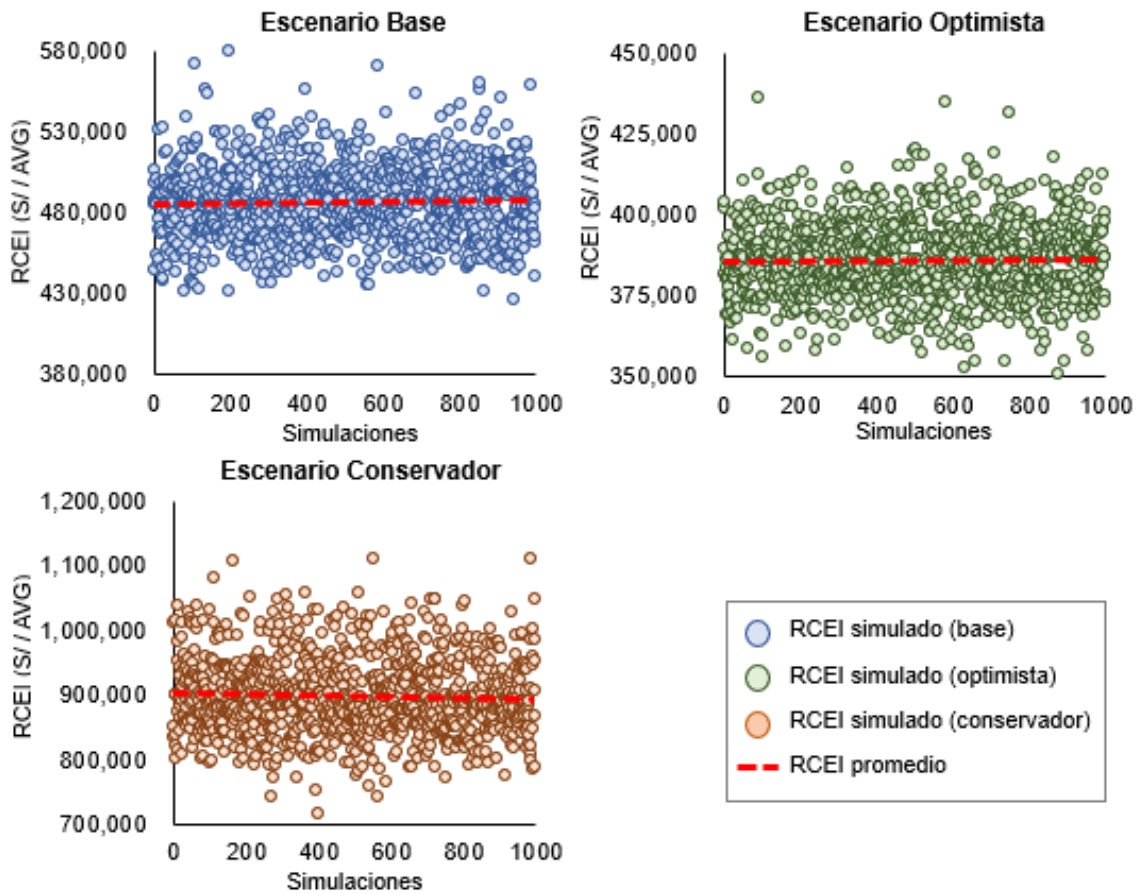 Escenario Base
580,000
530,000
480,000
430,000
380,000
RCEI (S/ / AVG)
0 200 400 600 800 1000
Simulaciones
Escenario Optimista
450,000
425,000
400,000
375,000
350,000
RCEI (S/ / AVG)
0 200 400 600 800 1000
Simulaciones
Escenario Conservador
1,200,000
1,100,000
1,000,000
900,000
800,000
700,000
RCEI (S/ / AVG)
0 200 400 600 800 1000
Simulaciones
RCEI simulado (base)
RCEI simulado (optimista)
RCEI simulado (conservador)
RCEI promedio